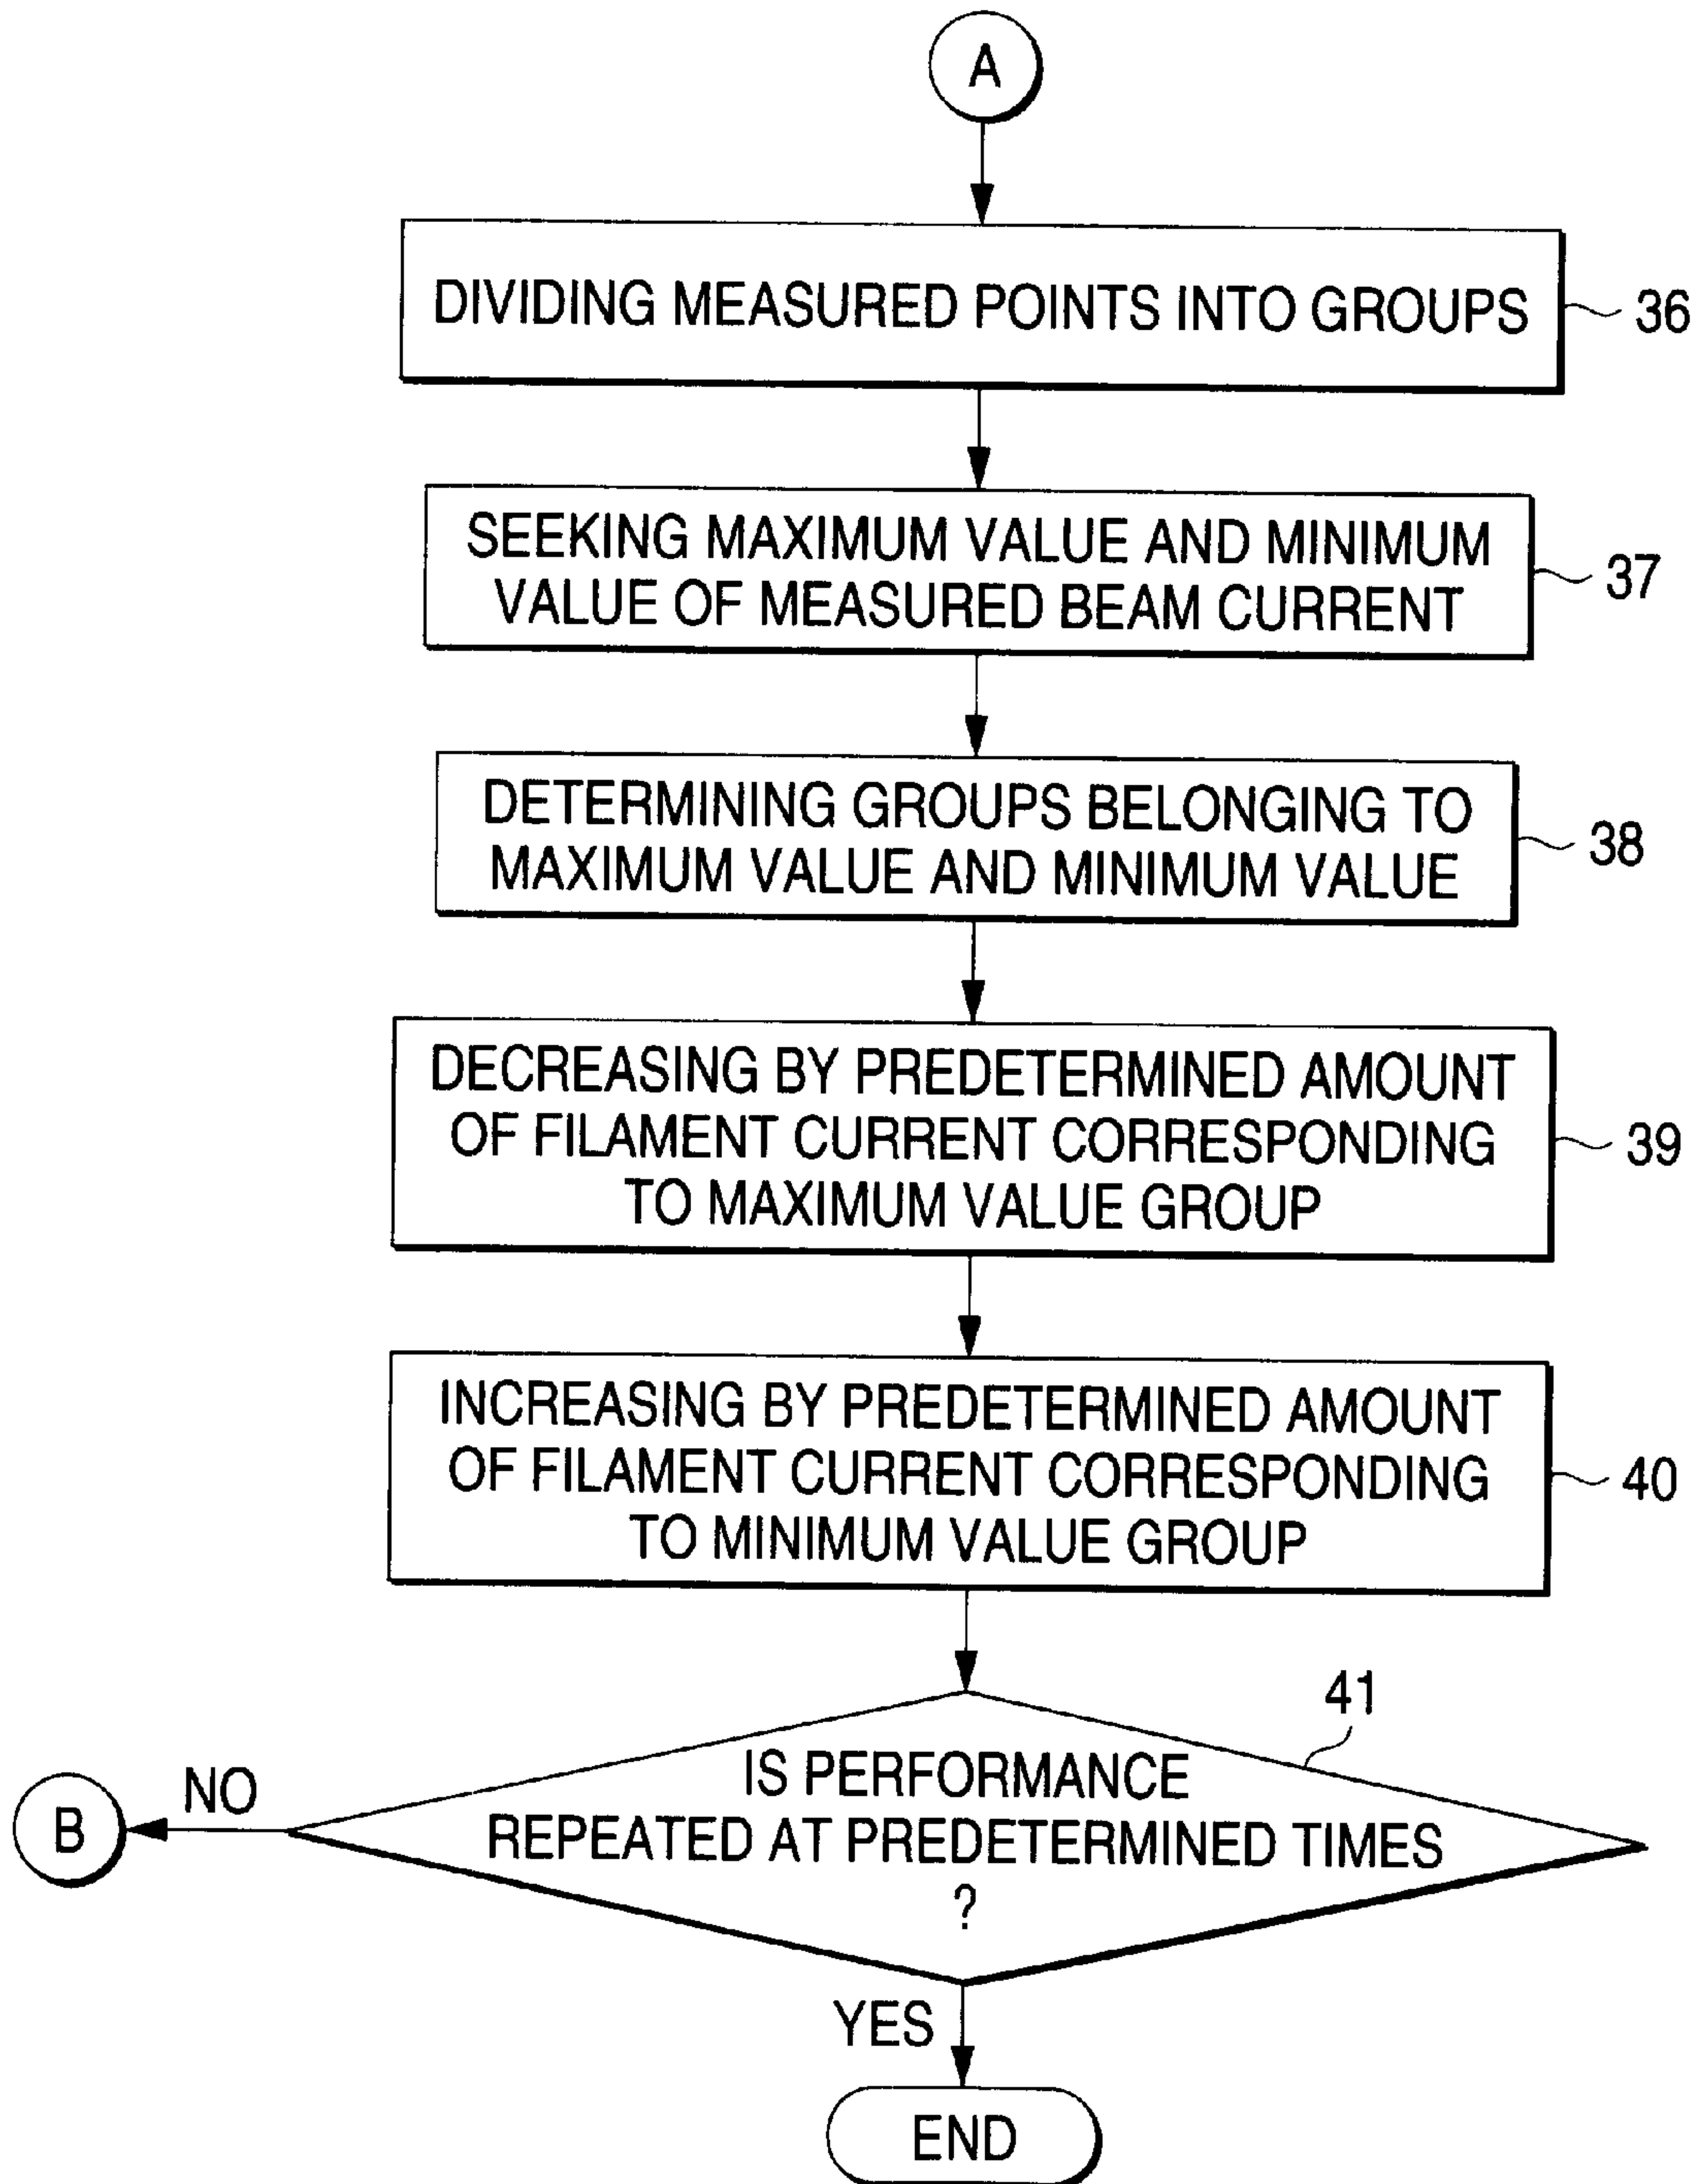 A
DIVIDING MEASURED POINTS INTO GROUPS
36
SEEKING MAXIMUM VALUE AND MINIMUM
VALUE OF MEASURED BEAM CURRENT
37
DETERMINING GROUPS BELONGING TO
MAXIMUM VALUE AND MINIMUM VALUE
38
DECREASING BY PREDETERMINED AMOUNT
OF FILAMENT CURRENT CORRESPONDING
TO MAXIMUM VALUE GROUP
39
INCREASING BY PREDETERMINED AMOUNT
OF FILAMENT CURRENT CORRESPONDING
TO MINIMUM VALUE GROUP
40
41
IS PERFORMANCE
REPEATED AT PREDETERMINED TIMES
?
NO
B
YES
END